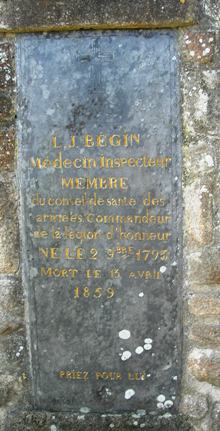 L. J. BÉGIN
Médecin Inspecteur
MEMBRE
du conseil de santé des
armées, Commandeur
de la légion d'honneur
NÉ LE 2 9BRE 1793
MORT LE 13 AVRIL
1859
PRIEZ POUR LUI